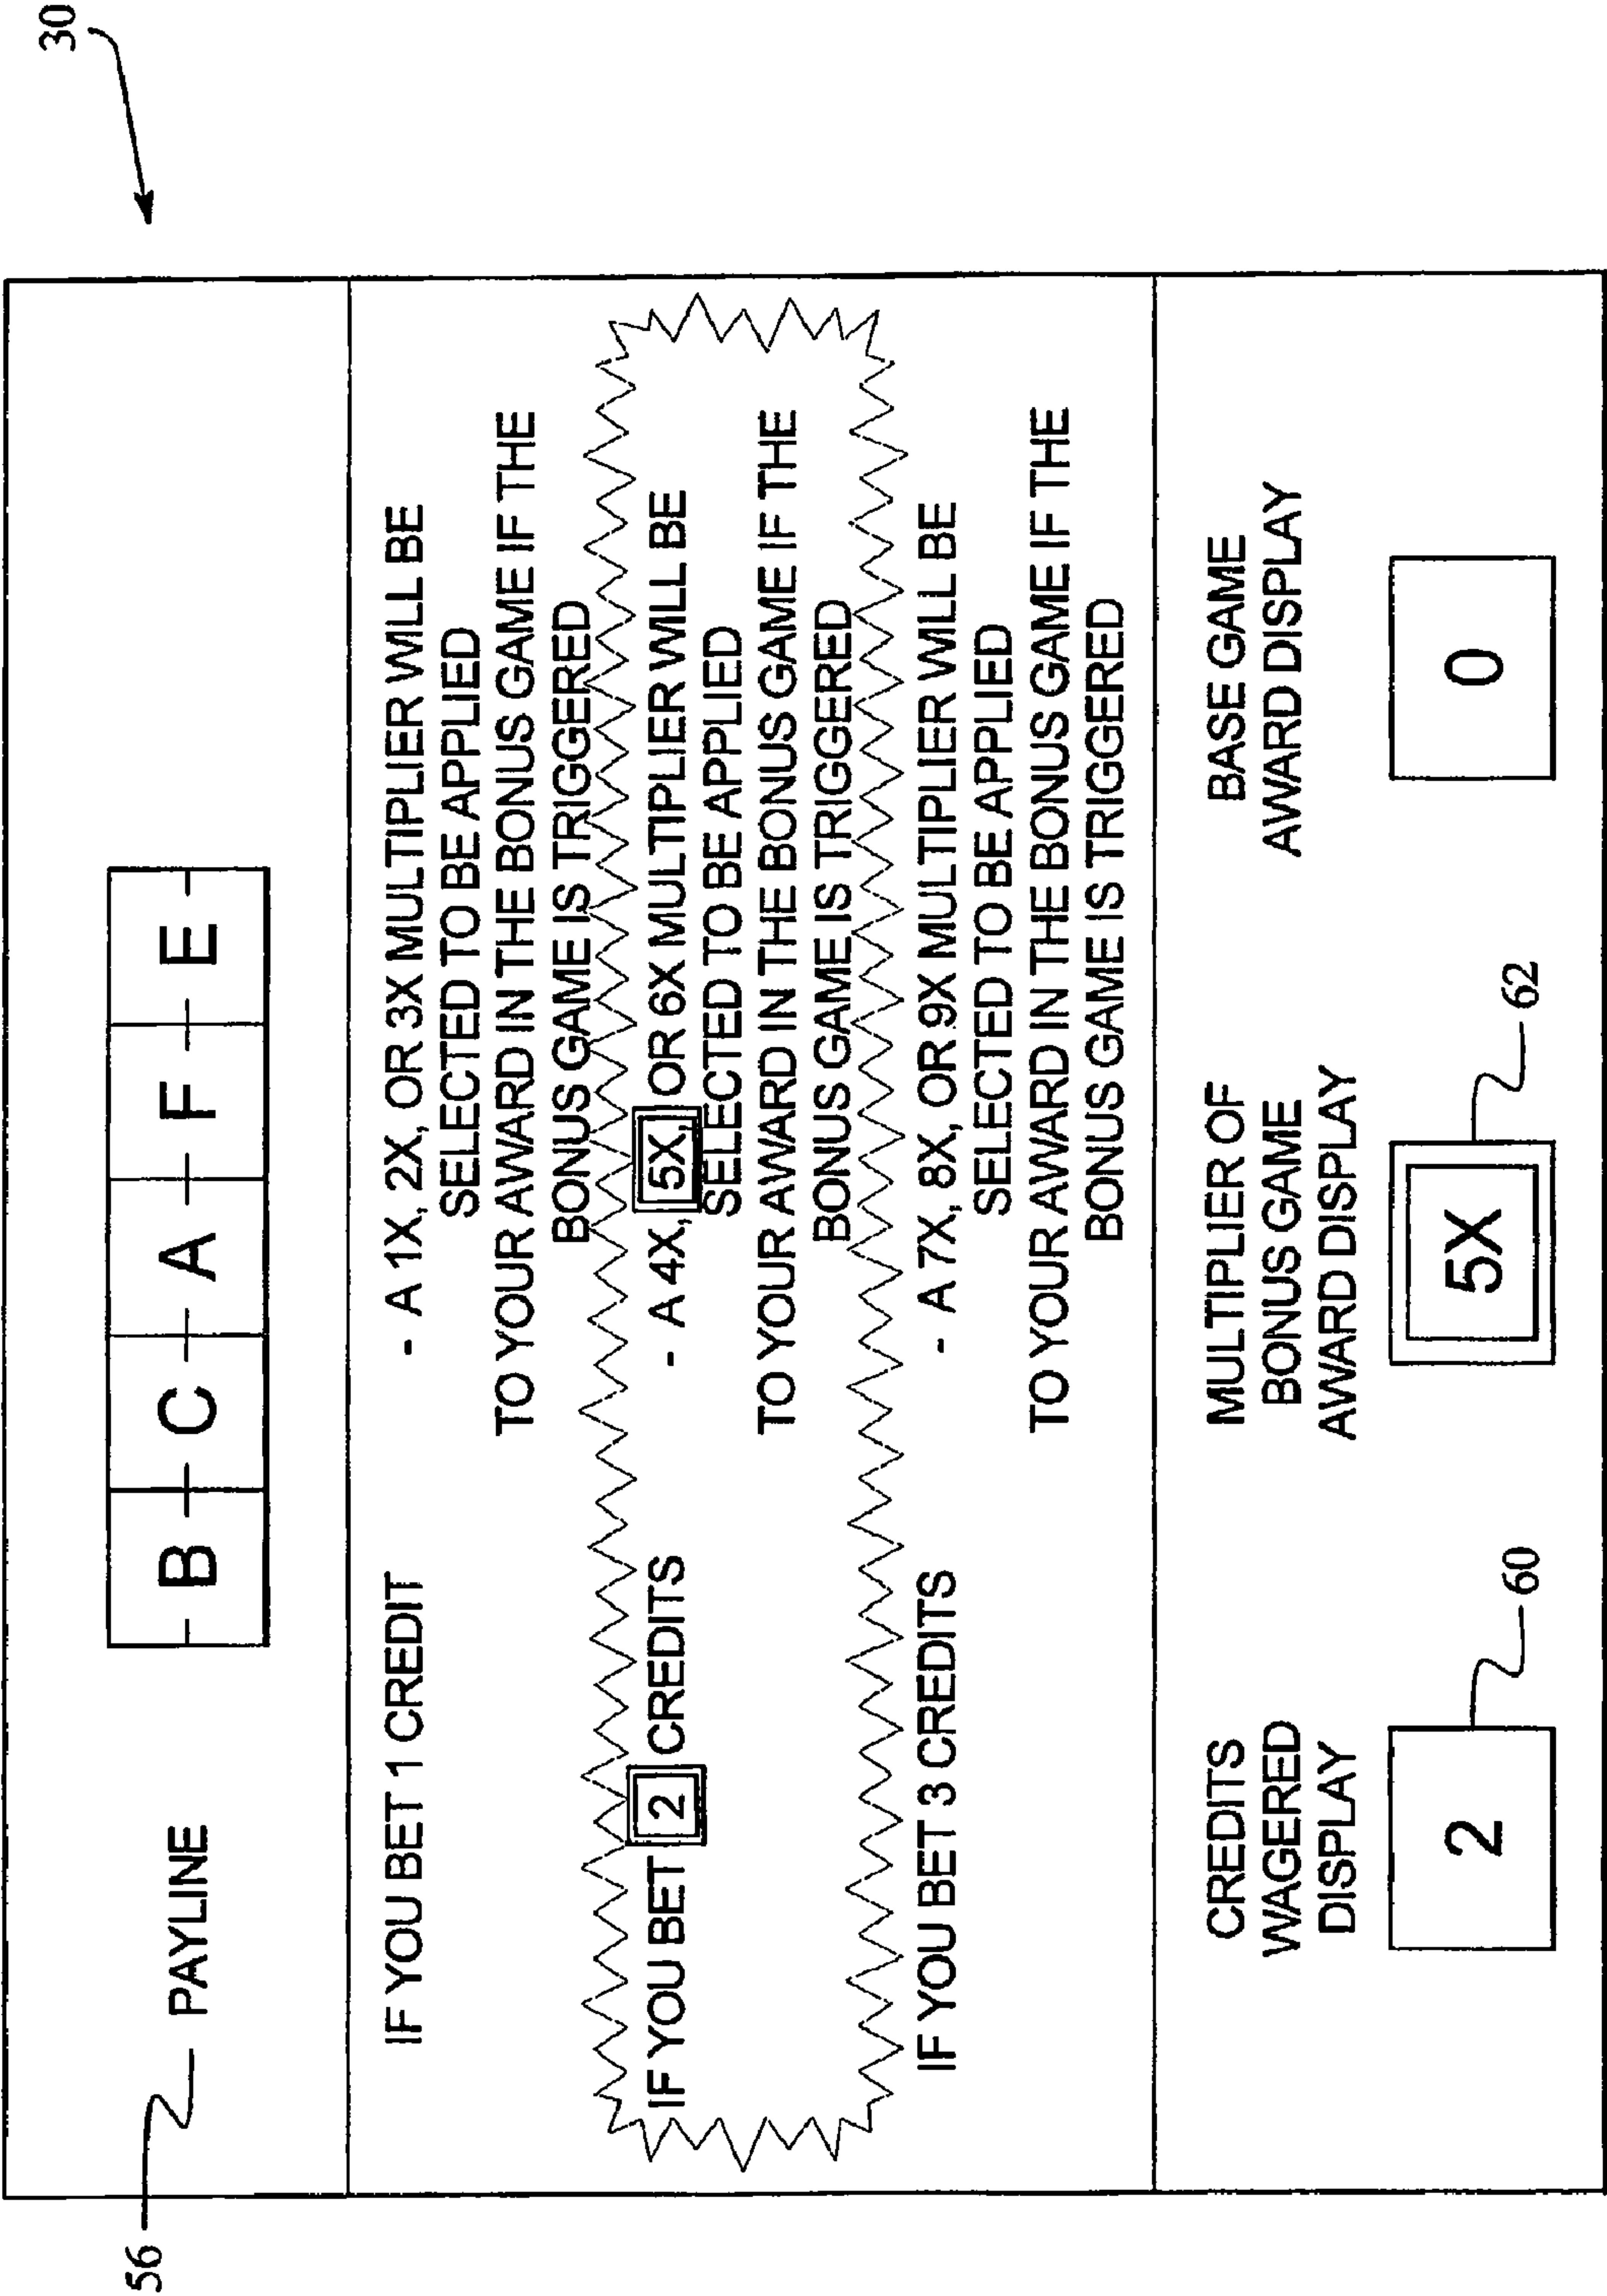 30
56
PAYLINE
B C A F E
IF YOU BET 1 CREDIT
- A 1X, 2X, OR 3X MULTIPLIER WILL BE
SELECTED TO BE APPLIED
TO YOUR AWARD IN THE BONUS GAME IF THE
BONUS GAME IS TRIGGERED
IF YOU BET 2 CREDITS
- A 4X, 5X, OR 6X MULTIPLIER WILL BE
SELECTED TO BE APPLIED
TO YOUR AWARD IN THE BONUS GAME IF THE
BONUS GAME IS TRIGGERED
IF YOU BET 3 CREDITS
- A 7X, 8X, OR 9X MULTIPLIER WILL BE
SELECTED TO BE APPLIED
TO YOUR AWARD IN THE BONUS GAME IF THE
BONUS GAME IS TRIGGERED
CREDITS
WAGERED
DISPLAY
2
60
MULTIPLIER OF
BONUS GAME
AWARD DISPLAY
5X
62
BASE GAME
AWARD DISPLAY
0